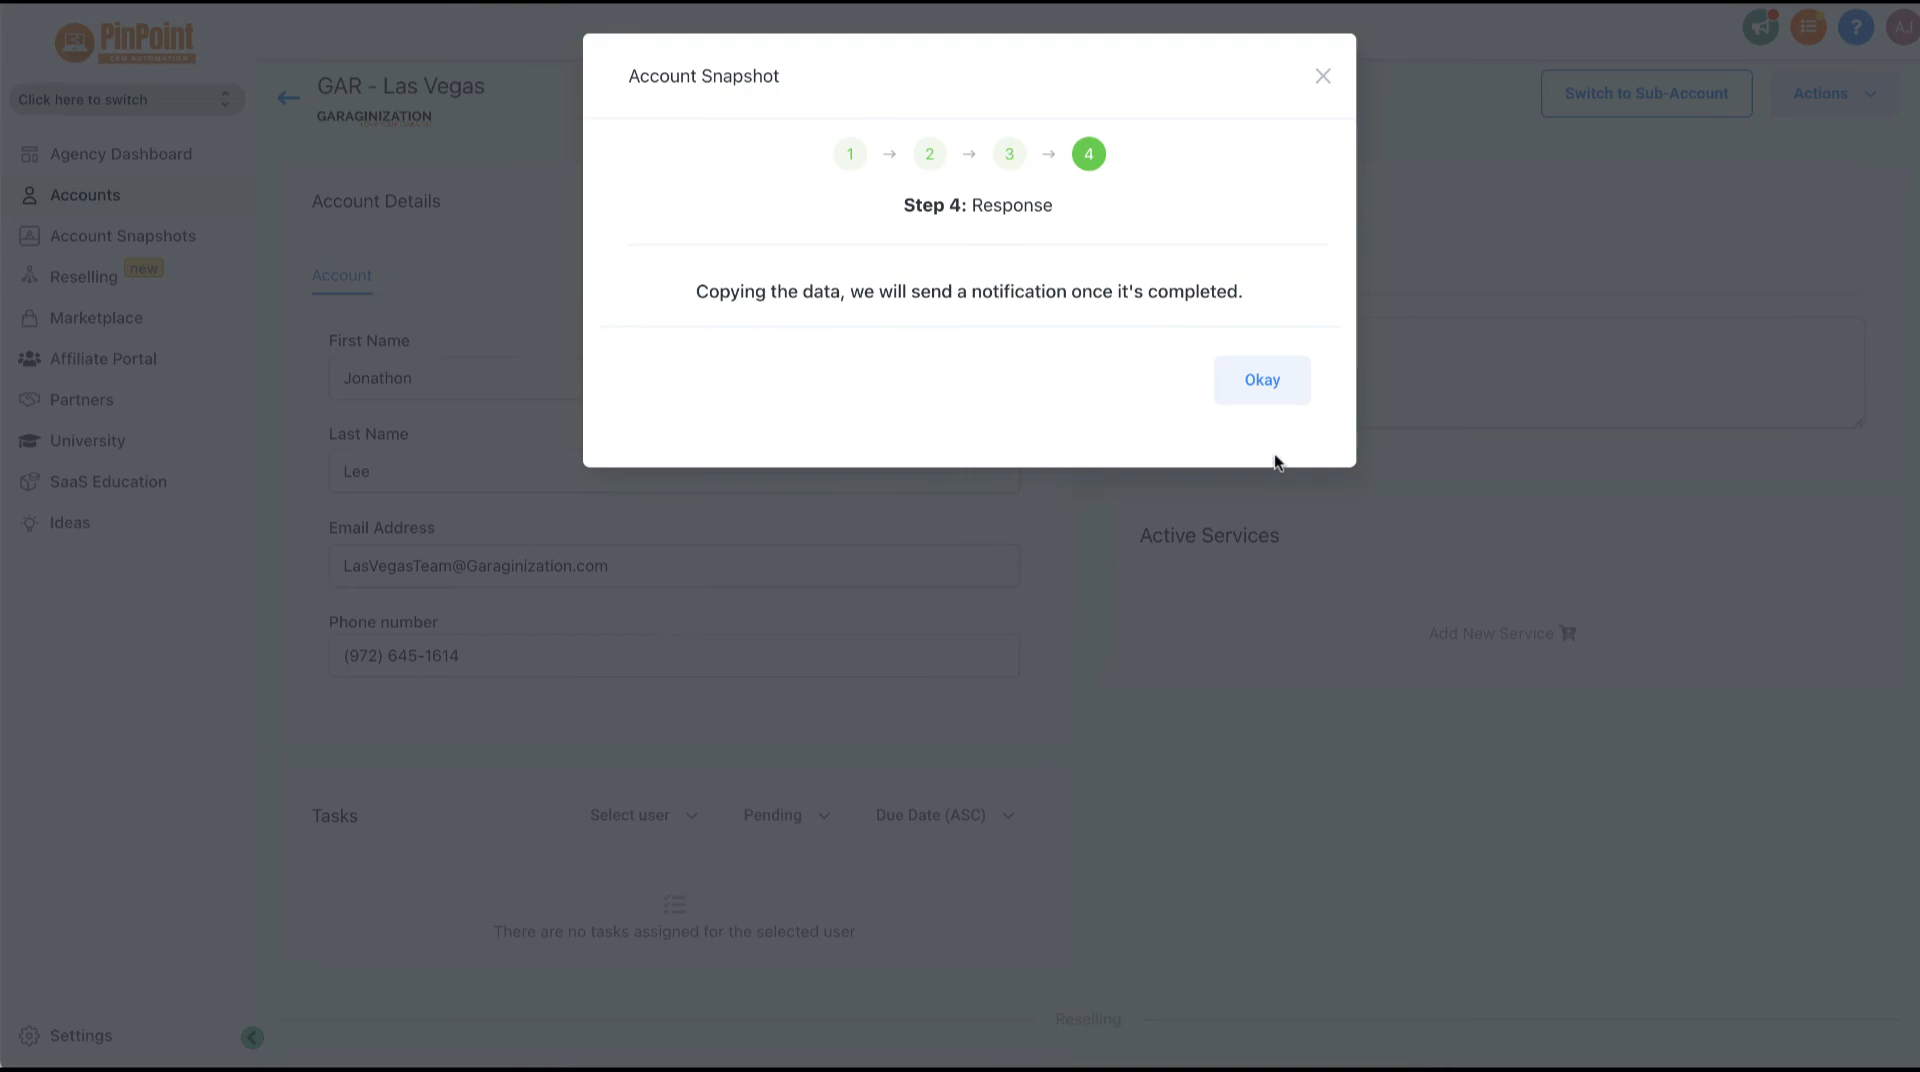 PinPoint
CRM AUTOMATION
AJ
Click here to switch
GAR - Las Vegas
GARAGINIZATION
Switch to Sub-Account
Actions
Agency Dashboard
Accounts
Account Snapshots
Reselling new
Marketplace
Affiliate Portal
Partners
University
SaaS Education
Ideas
Settings
Account Snapshot
1 → 2 → 3 → 4
Step 4: Response
Copying the data, we will send a notification once it's completed.
Okay
Account Details
Account
First Name
Jonathon
Last Name
Lee
Email Address
LasVegasTeam@Garaginization.com
Phone number
(972) 645-1614
Active Services
Add New Service
Tasks
Select user
Pending
Due Date (ASC)
There are no tasks assigned for the selected user
Reselling